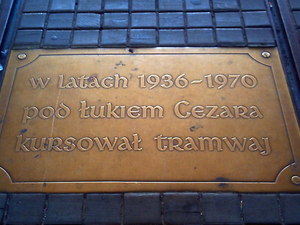 w latach 1936-1970
pod Łukiem Cezara
kursował tramwaj